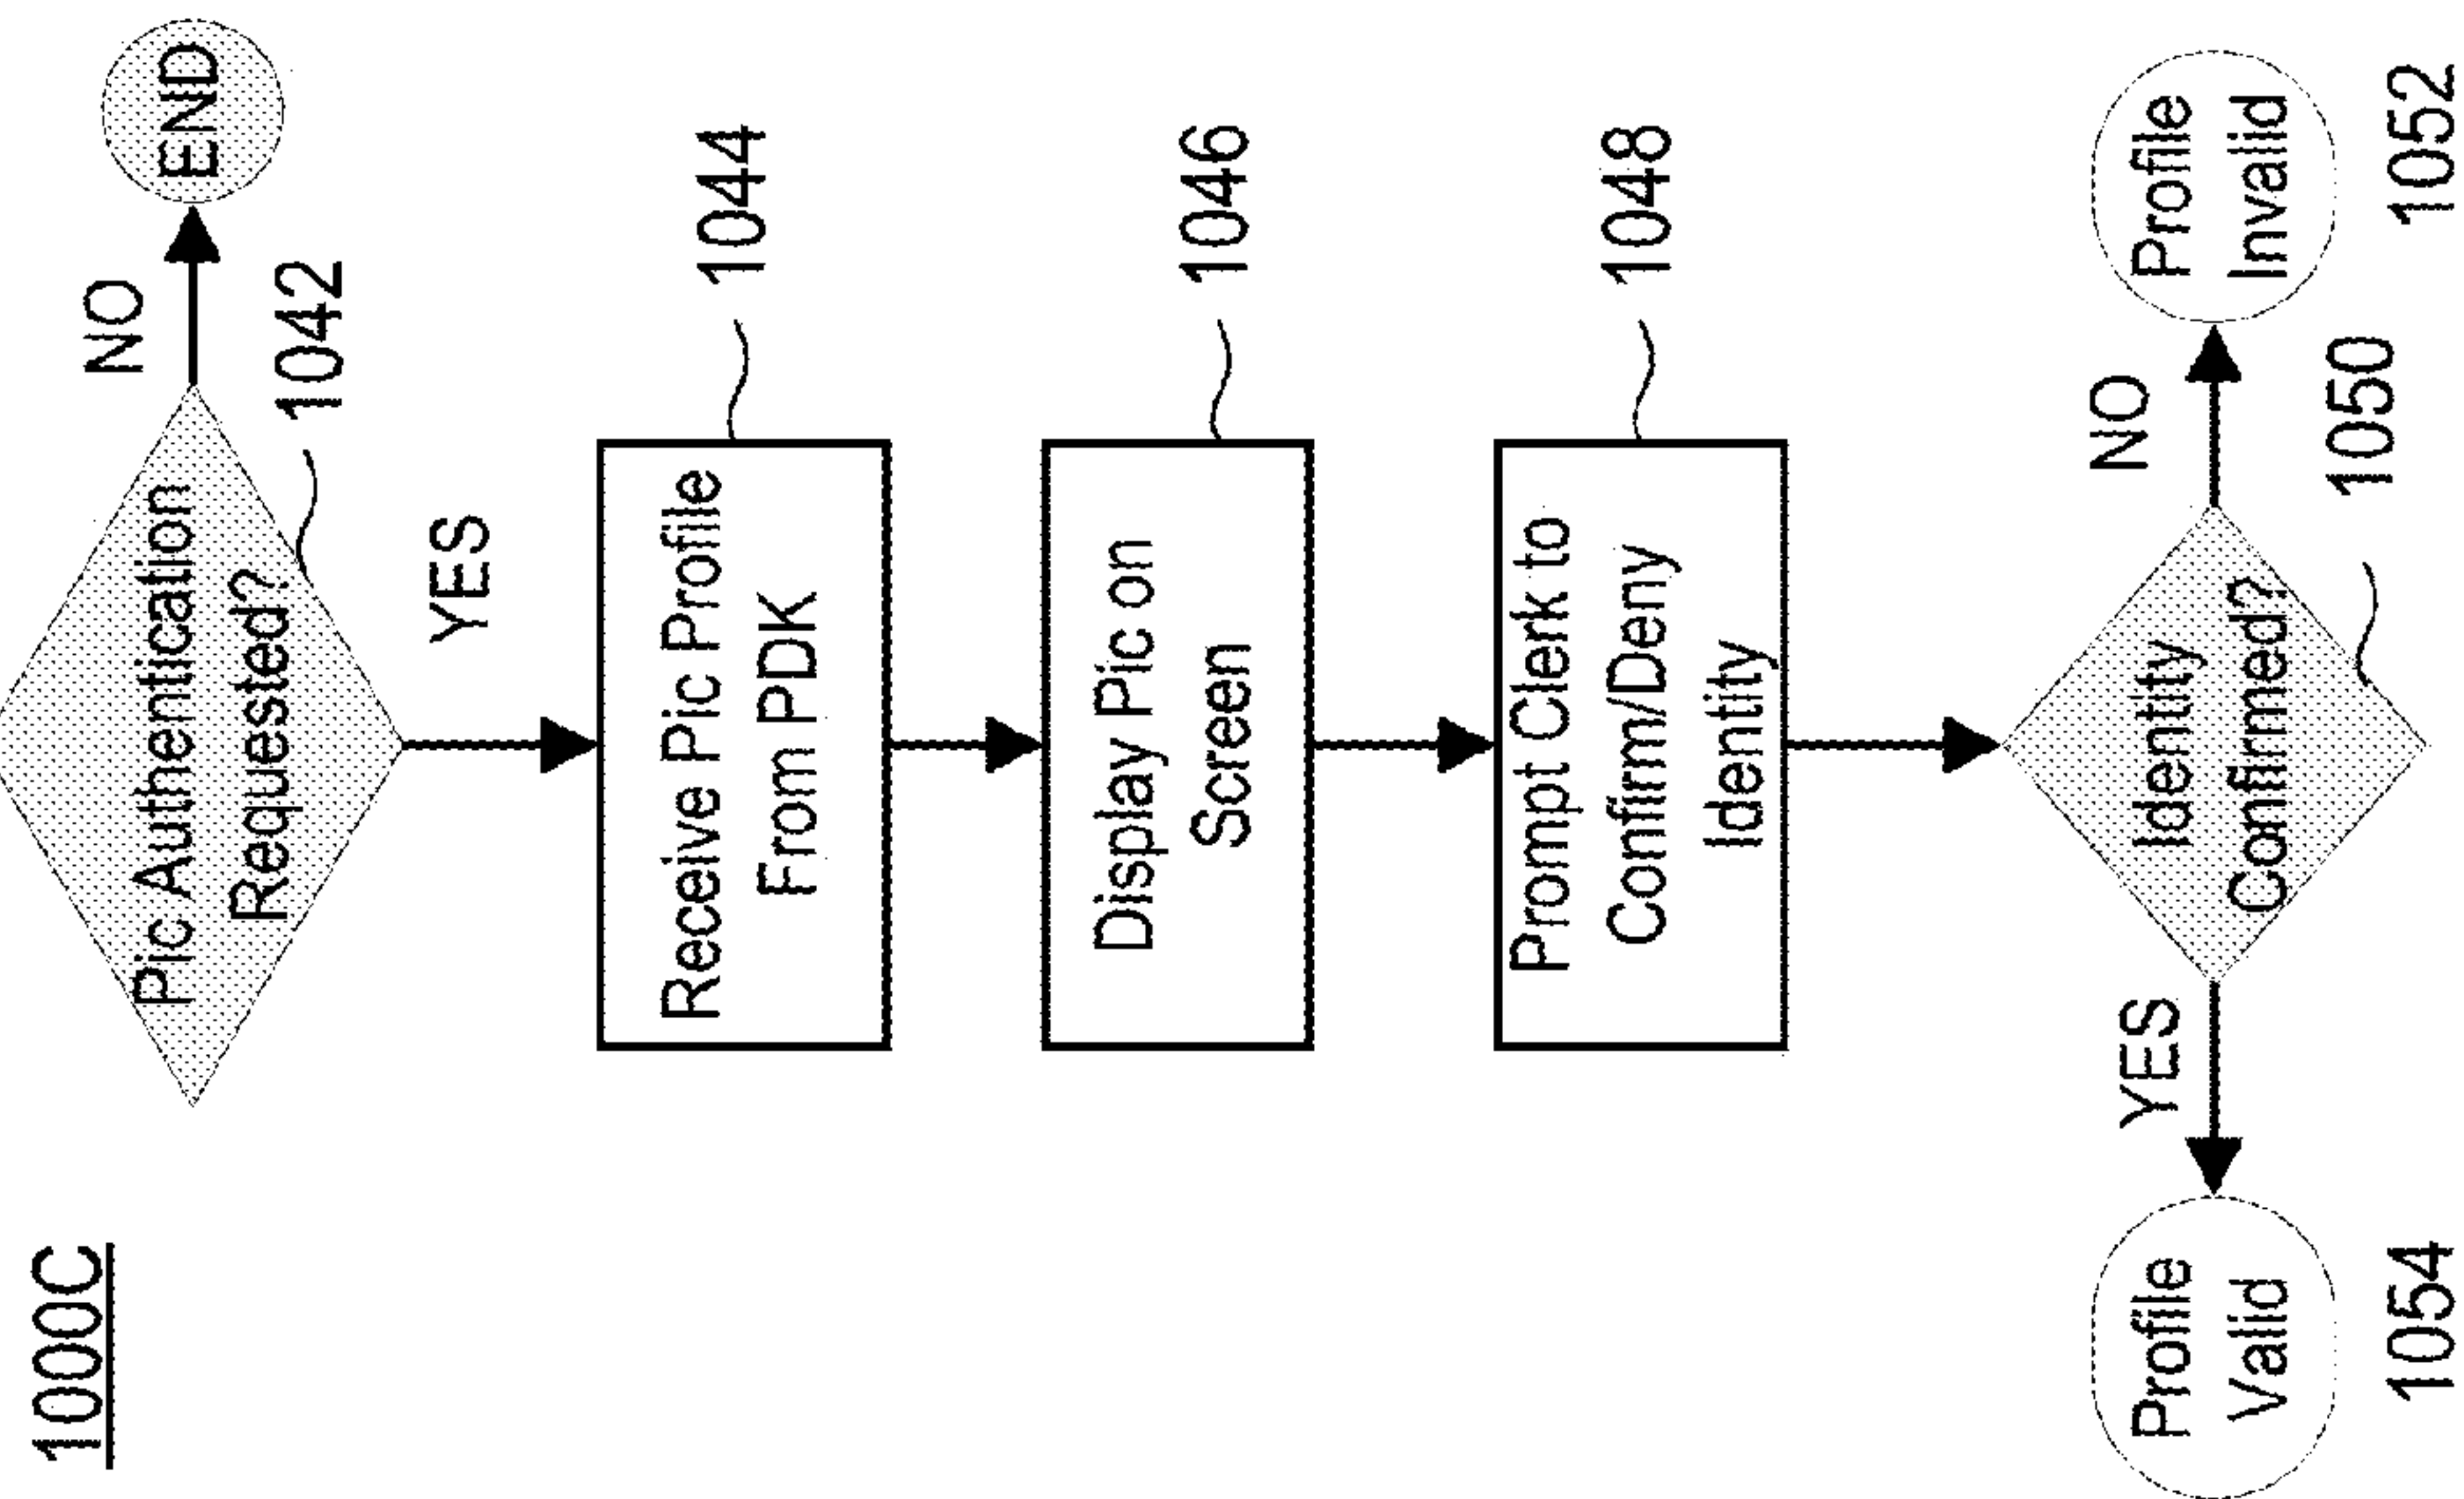 1000C
Pic Authentication
Requested?
1042
NO
END
YES
Receive Pic Profile
From PDK
1044
Display Pic on
Screen
1046
Prompt Clerk to
Confirm/Deny
Identity
1048
Identity
Confirmed?
1050
YES
Profile
Valid
1054
NO
Profile
Invalid
1052